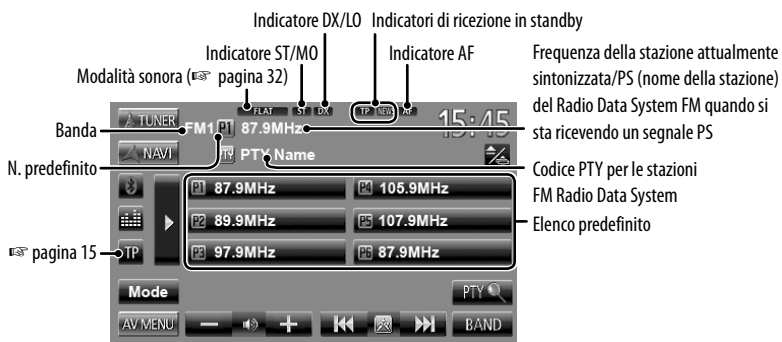 Indicatore DX/LO
Indicatori di ricezione in standby
Indicatore ST/MO
Indicatore AF
Modalità sonora (☞ pagina 32)
Frequenza della stazione attualmente
sintonizzata/PS (nome della stazione)
del Radio Data System FM quando si
sta ricevendo un segnale PS
Banda
N. predefinito
☞ pagina 15
Codice PTY per le stazioni
FM Radio Data System
Elenco predefinito
TUNER
FLAT ST DX TP NEWS AF
FM1 P1 87.9MHz
15:45
NAVI
PTY PTY Name
P1 87.9MHz
P4 105.9MHz
P2 89.9MHz
P5 107.9MHz
TP
P3 97.9MHz
P6 87.9MHz
Mode
PTY
AV MENU
BAND